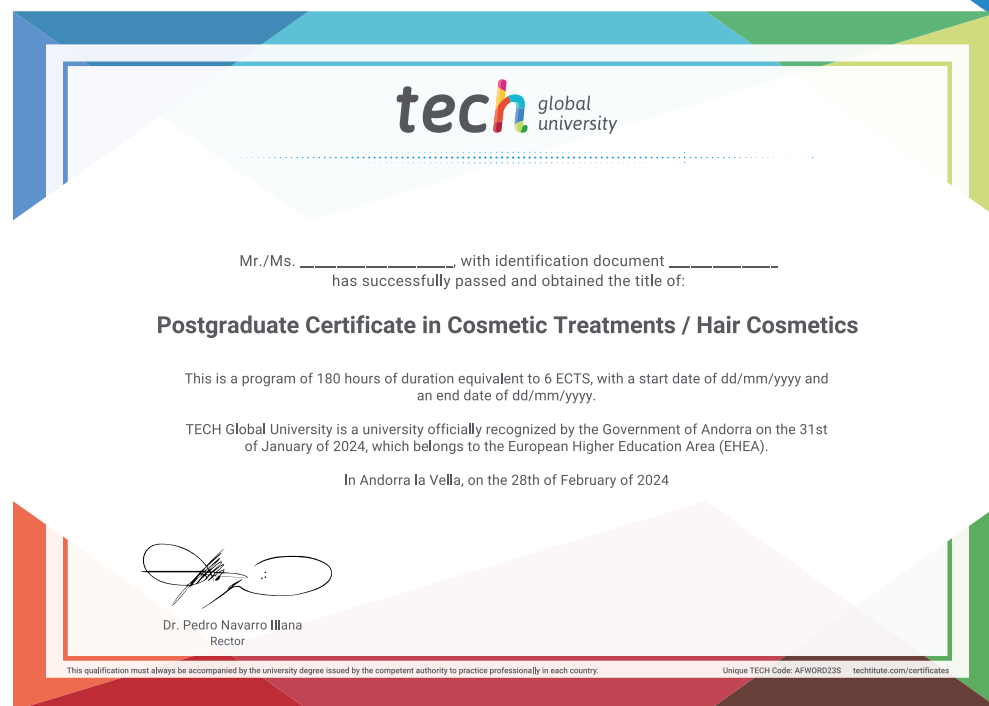 tech global university
Mr./Ms. ____________________, with identification document ______________
has successfully passed and obtained the title of:
Postgraduate Certificate in Cosmetic Treatments / Hair Cosmetics
This is a program of 180 hours of duration equivalent to 6 ECTS, with a start date of dd/mm/yyyy and
an end date of dd/mm/yyyy.
TECH Global University is a university officially recognized by the Government of Andorra on the 31st
of January of 2024, which belongs to the European Higher Education Area (EHEA).
In Andorra la Vella, on the 28th of February of 2024
Dr. Pedro Navarro Illana
Rector
This qualification must always be accompanied by the university degree issued by the competent authority to practice professionally in each country.
Unique TECH Code: AFWORD23S techtitute.com/certificates